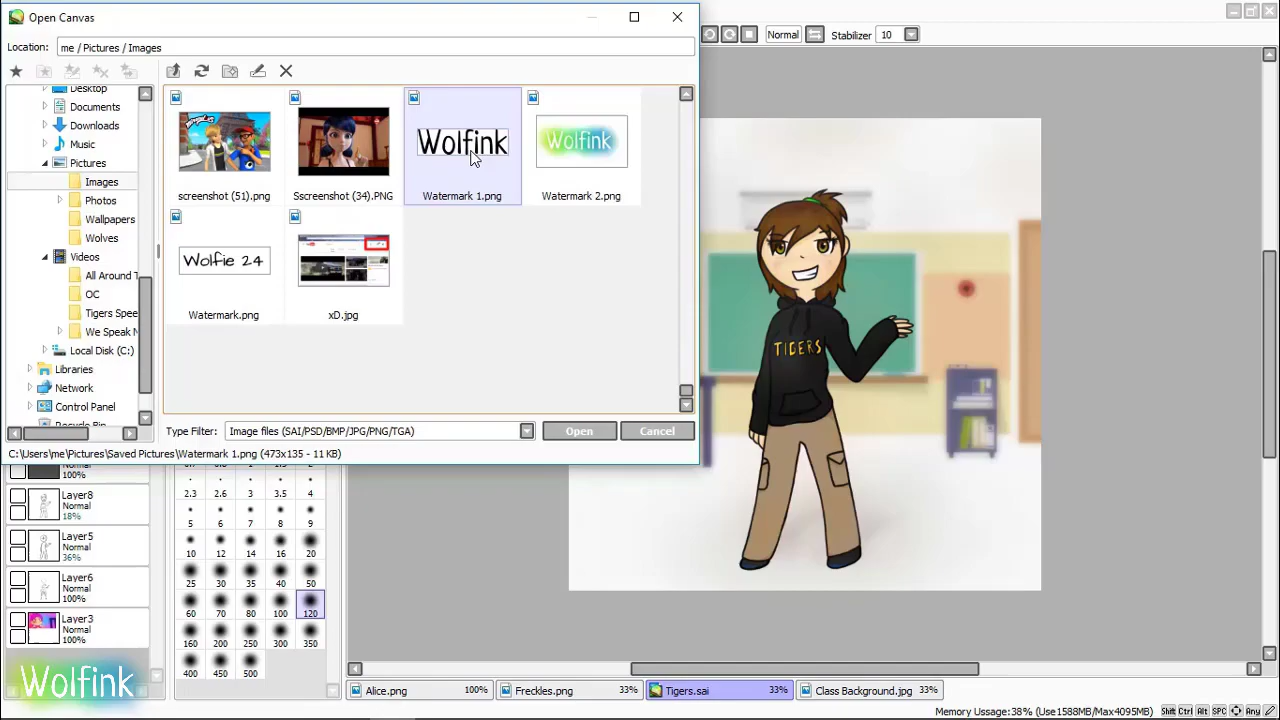 Open Canvas
Location: me / Pictures / Images
Normal Stabilizer 10
Desktop
Documents
Downloads
Music
Pictures
Images
Photos
Wallpapers
Wolves
Videos
All Around T
OC
Tigers Spee
We Speak N
Local Disk (C:)
Libraries
Network
Control Panel
Recycle Bin
Wolfink
Wolfink
screenshot (51).png
Sscreenshot (34).PNG
Watermark 1.png
Watermark 2.png
Wolfie 24
Watermark.png
xD.jpg
Type Filter: Image files (SAI/PSD/BMP/JPG/PNG/TGA) Open Cancel
C:\Users\me\Pictures\Saved Pictures\Watermark 1.png (473x135 - 11 KB)
TIGERS
Normal
100%
Layer8
Normal
18%
Layer5
Normal
36%
Layer6
Normal
100%
Layer3
Normal
100%
Wolfink
2.3 2.6 3 3.5 4
5 6 7 8 9
10 12 14 16 20
25 30 35 40 50
60 70 80 100 120
160 200 250 300 350
400 450 500
Alice.png 100%
Freckles.png 33%
Tigers.sai 33%
Class Background.jpg 33%
Memory Ussage:38% (Use1588MB/Max4095MB) Shift Ctrl Alt SPC Any